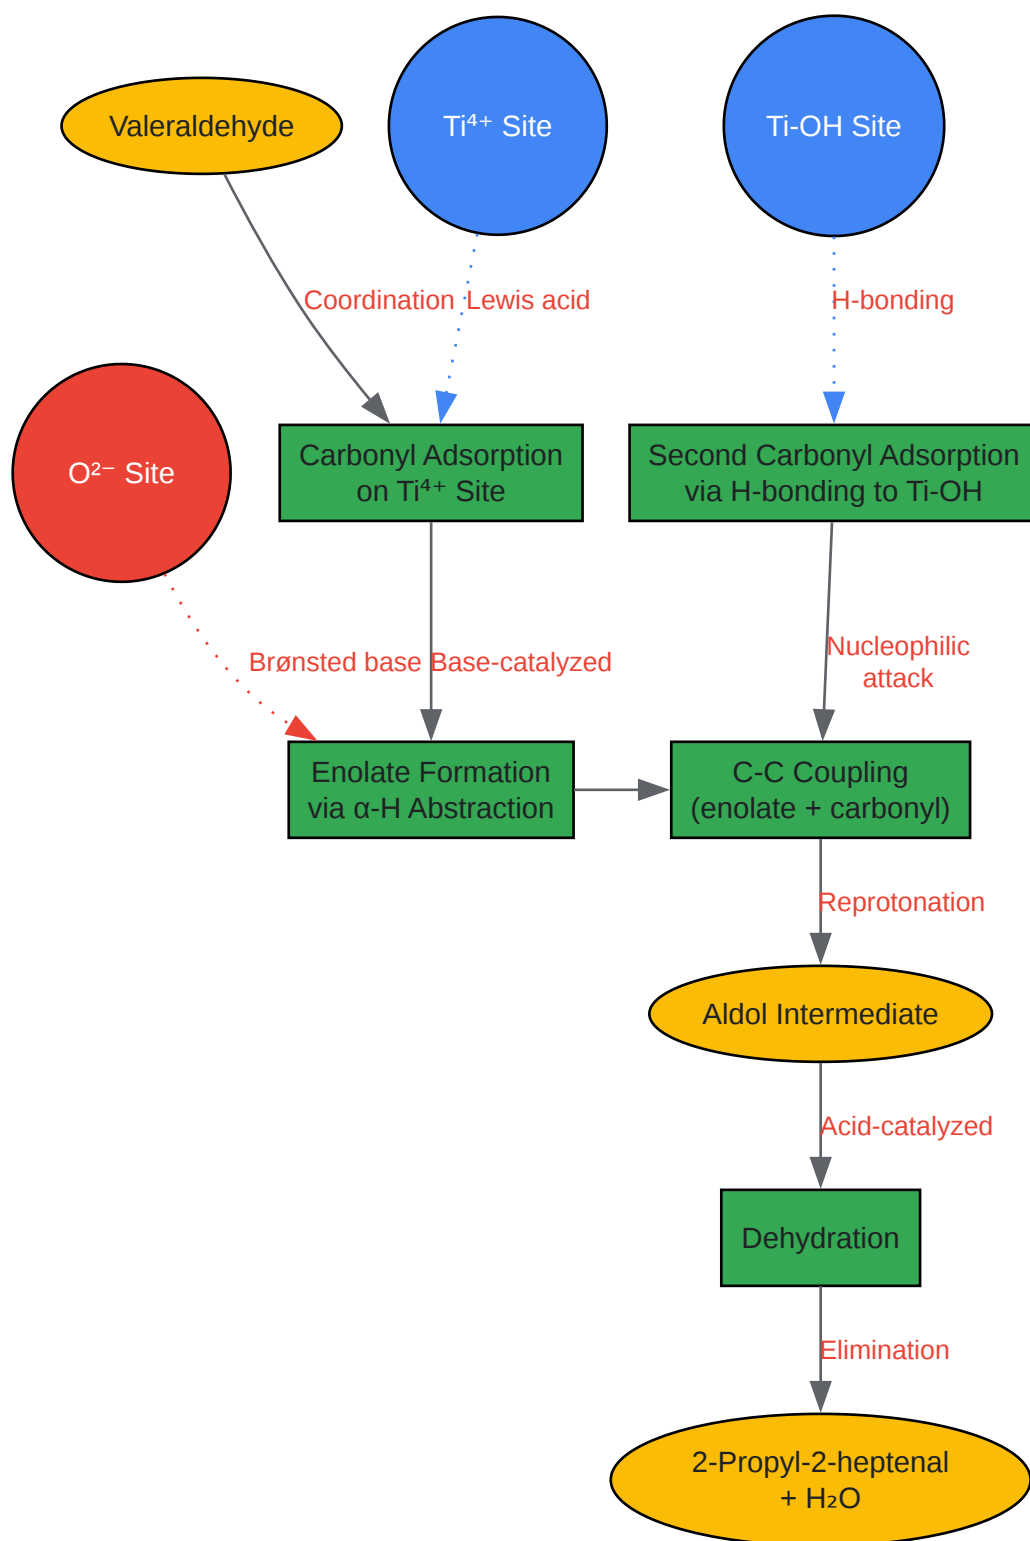 Valeraldehyde
Ti⁴⁺ Site
Ti-OH Site
Coordination
Lewis acid
H-bonding
O²⁻ Site
Carbonyl Adsorption
on Ti⁴⁺ Site
Second Carbonyl Adsorption
via H-bonding to Ti-OH
Brønsted base
Base-catalyzed
Nucleophilic
attack
Enolate Formation
via α-H Abstraction
C-C Coupling
(enolate + carbonyl)
Reprotonation
Aldol Intermediate
Acid-catalyzed
Dehydration
Elimination
2-Propyl-2-heptenal
+ H₂O